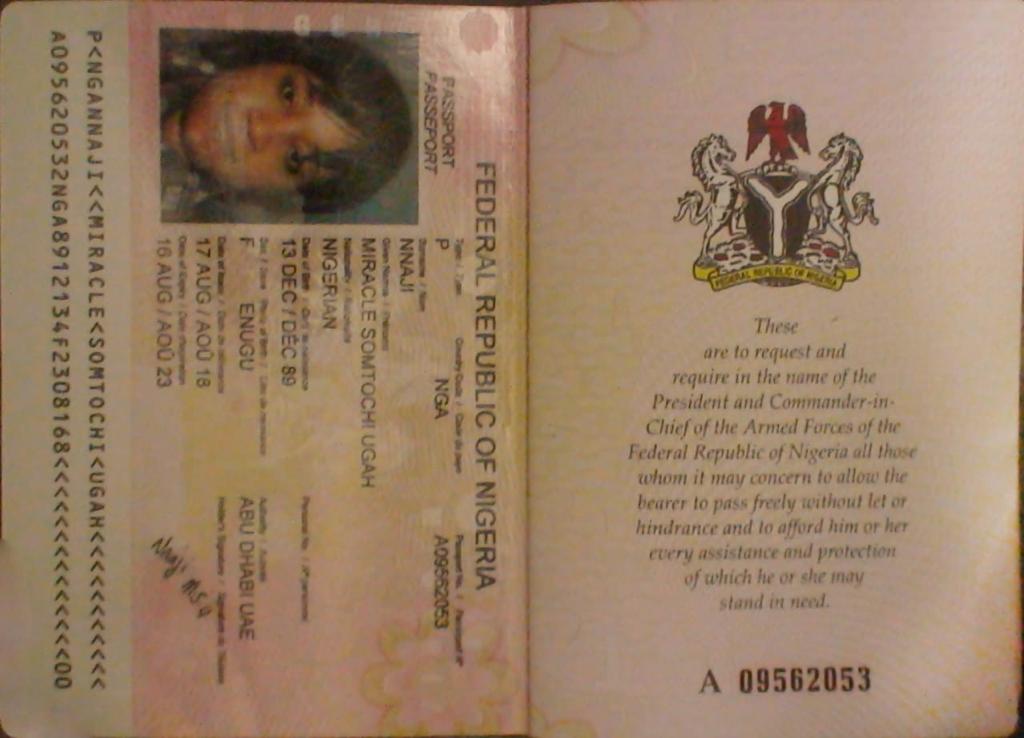 FEDERAL REPUBLIC OF NIGERIA
These
are to request and
require in the name of the
President and Commander-in-
Chief of the Armed Forces of the
Federal Republic of Nigeria all those
whom it may concern to allow the
bearer to pass freely without let or
hindrance and to afford him or her
every assistance and protection
of which he or she may
stand in need.
A 09562053
FEDERAL REPUBLIC OF NIGERIA
PASSPORT
PASSEPORT
P NGA A09562053
NNAJI
MIRACLE SOMTOCHI UGAH
NIGERIAN
13 DEC / DÉC 89
F ENUGU ABU DHABI UAE
17 AUG / AOÛ 18
16 AUG / AOÛ 23
P<NGANNAJI<<MIRACLE<SOMTOCHI<UGAH<<<<<<<<<<<
A095620532NGA8912134F2308168<<<<<<<<<<<<<<00